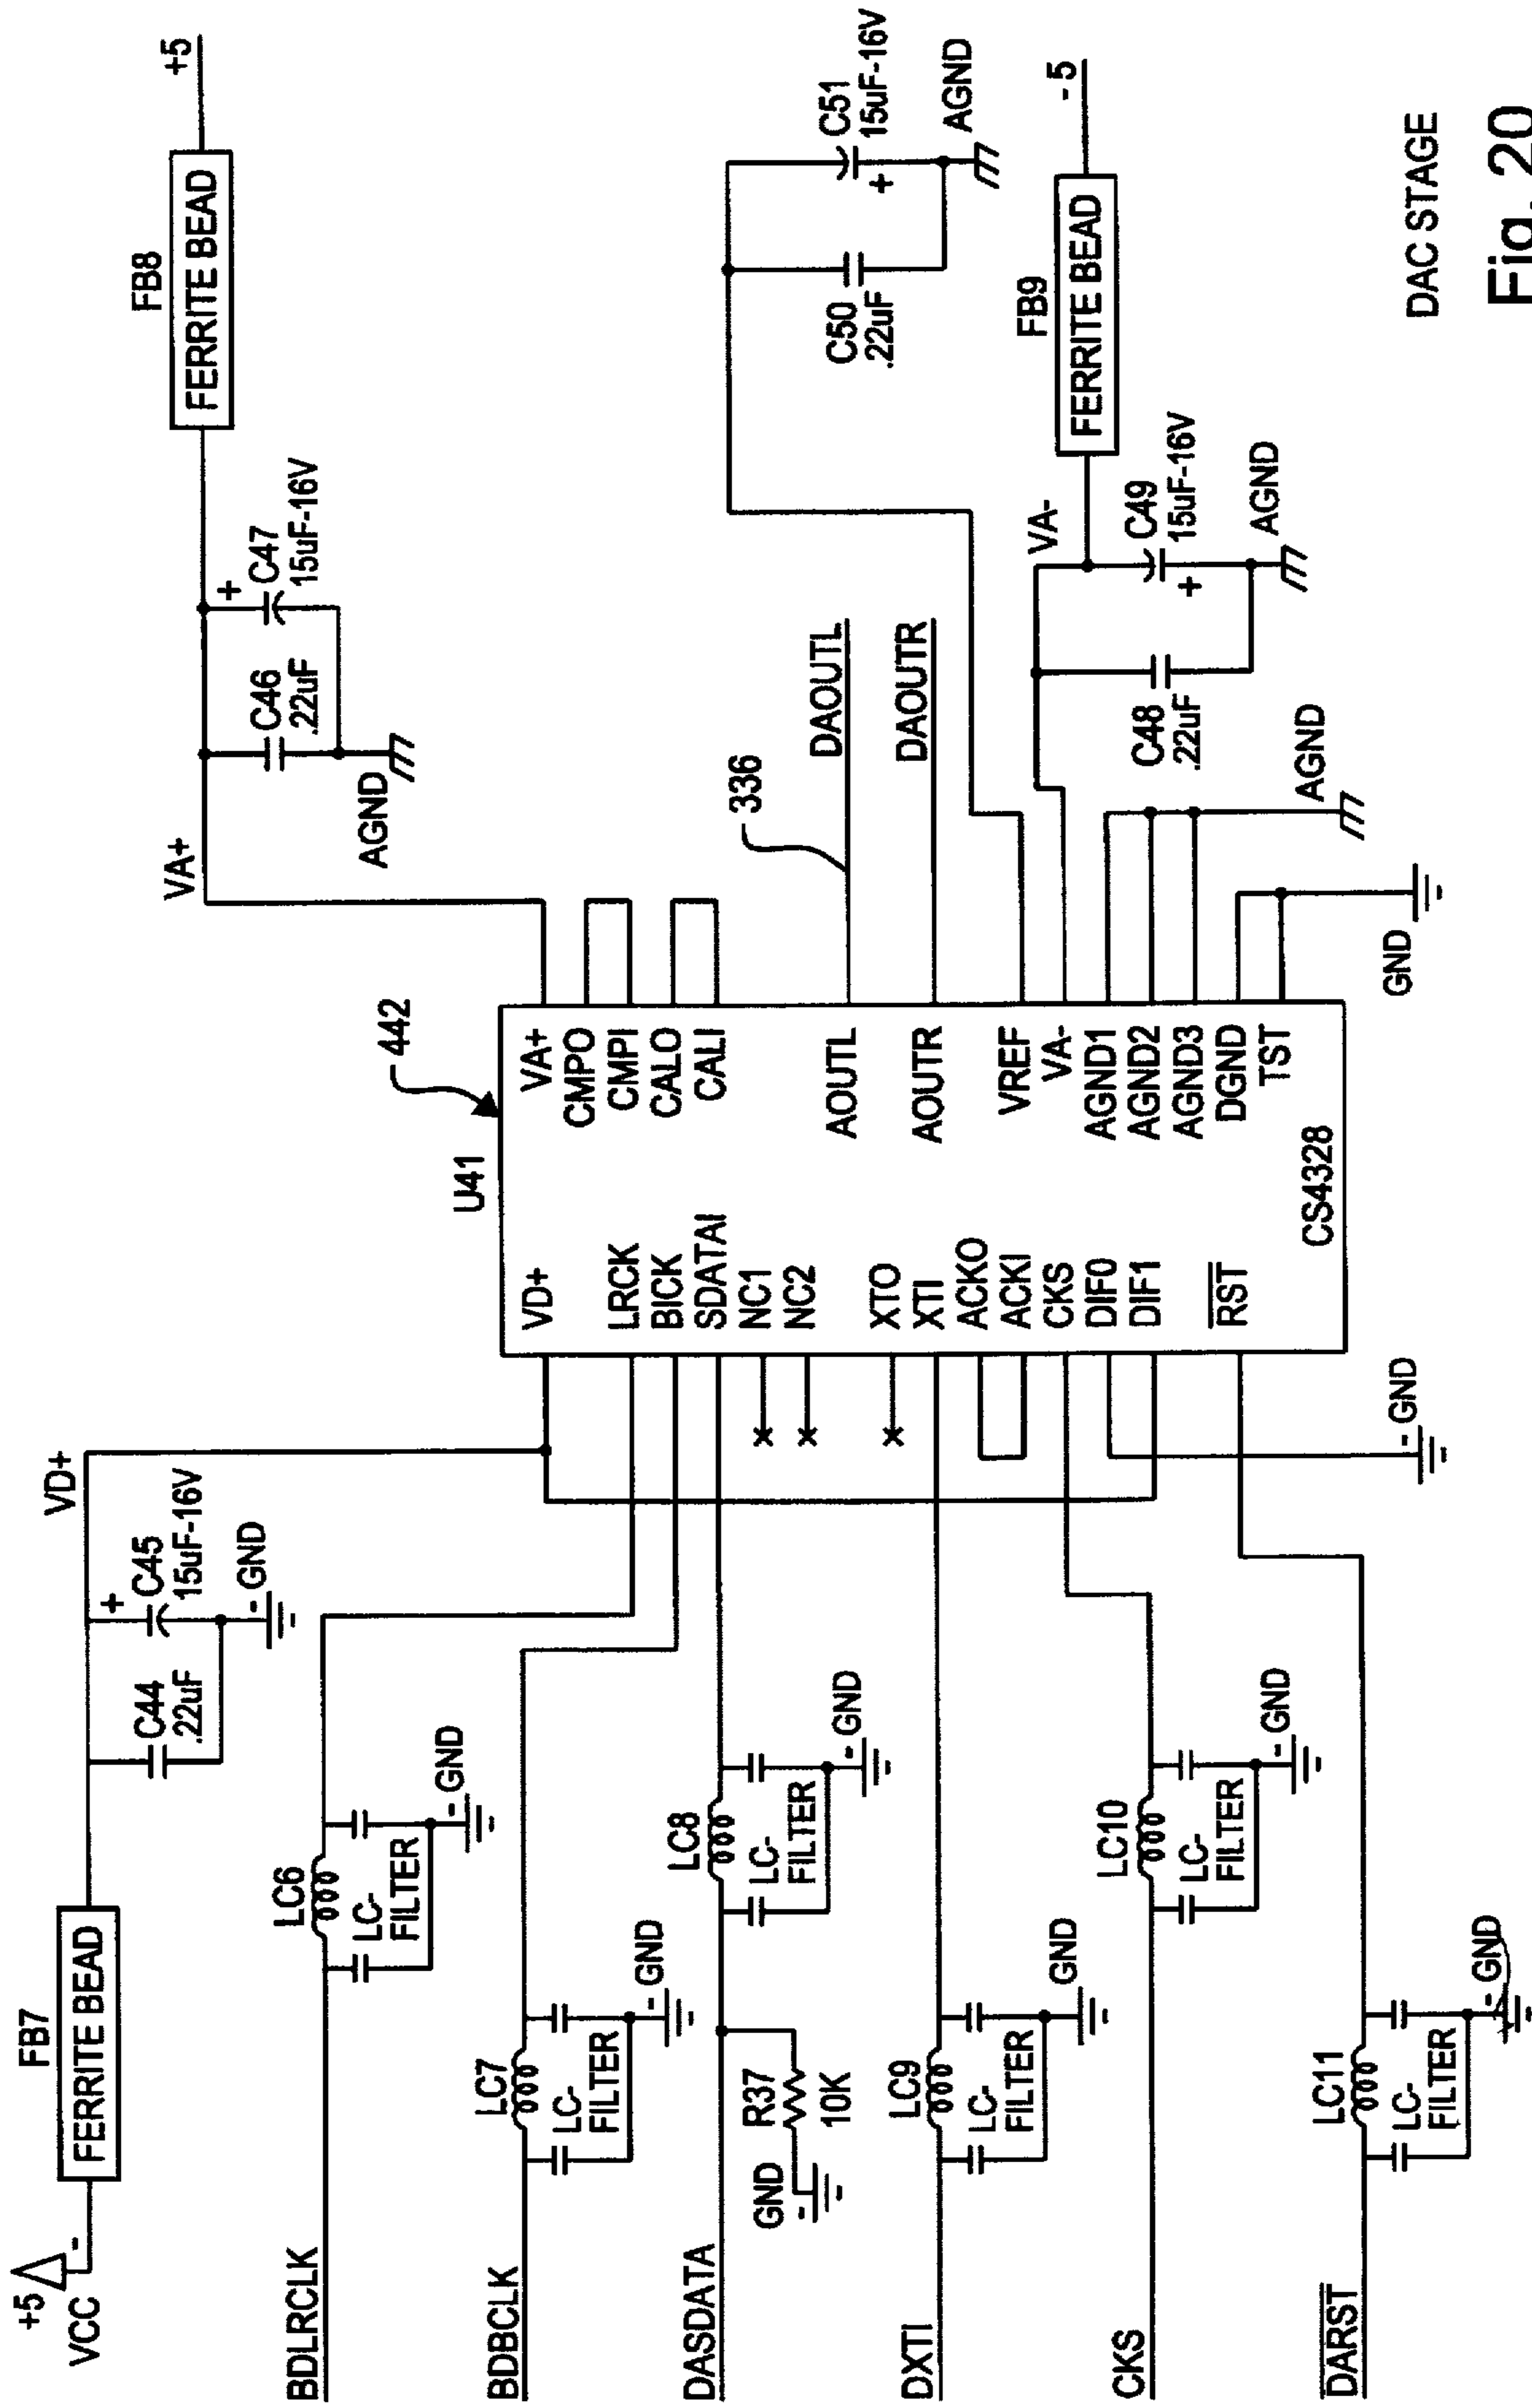 +5
VCC
FB7
FERRITE BEAD
C44
.22uF
+
C45
15uF-16V
GND
VD+
BDLRCLK
LC6
LC-
FILTER
GND
BDBCLK
LC7
LC-
FILTER
GND
DASDATA
R37
10K
GND
LC8
LC-
FILTER
GND
DXTI
LC9
LC-
FILTER
GND
CKS
LC10
LC-
FILTER
GND
DARST
LC11
LC-
FILTER
GND
GND
U41
442
VD+
LRCK
BICK
SDATAI
NC1
NC2
XTO
XTI
ACKO
ACKI
CKS
DIF0
DIF1
RST
VA+
CMPO
CMPI
CALO
CALI
AOUTL
AOUTR
VREF
VA-
AGND1
AGND2
AGND3
DGND
TST
CS4328
VA+
C46
.22uF
+
C47
15uF-16V
AGND
FB8
FERRITE BEAD
+5
336
DAOUTL
DAOUTR
C50
.22uF
C51
15uF-16V
+
AGND
VA-
FB9
FERRITE BEAD
-5
C48
.22uF
C49
15uF-16V
+
AGND
AGND
GND
DAC STAGE
Fig. 20